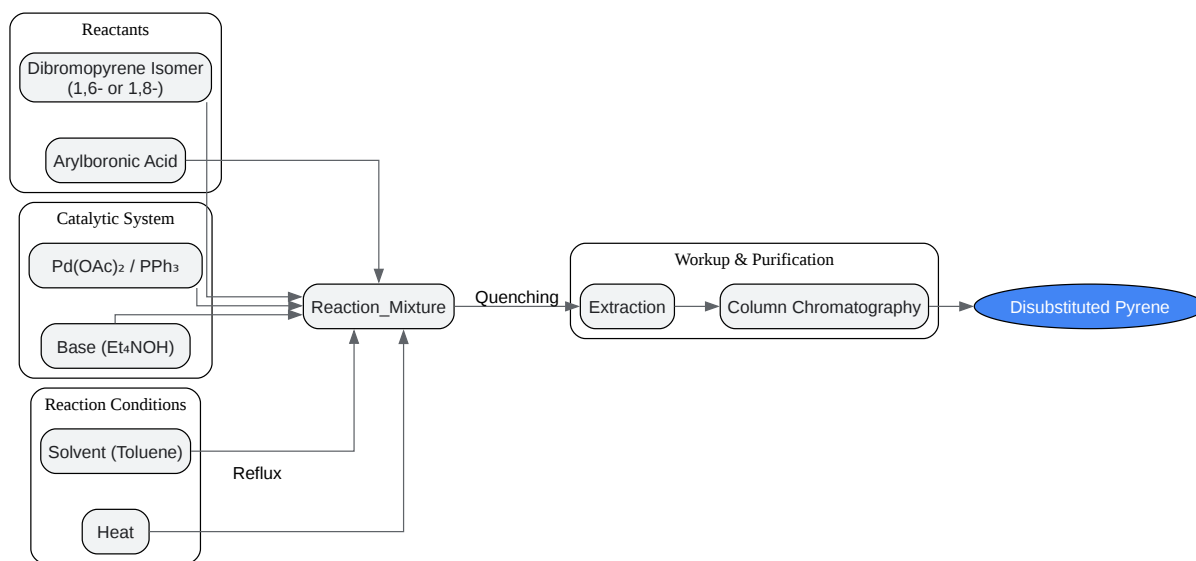 Reactants
Dibromopyrene Isomer
(1,6- or 1,8-)
Arylboronic Acid
Catalytic System
Pd(OAc)₂ / PPh₃
Base (Et₄NOH)
Reaction Conditions
Solvent (Toluene)
Reflux
Heat
Reaction_Mixture
Quenching
Workup & Purification
Extraction
Column Chromatography
Disubstituted Pyrene